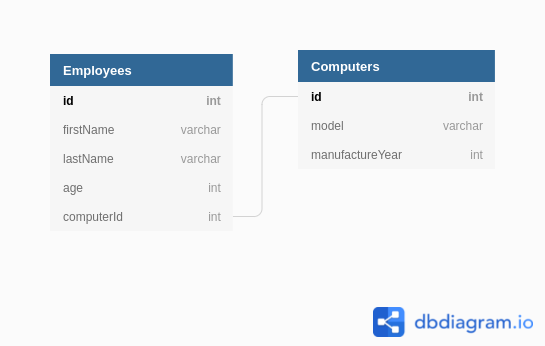 Employees
id int
firstName varchar
lastName varchar
age int
computerId int
Computers
id int
model varchar
manufactureYear int
dbdiagram.io